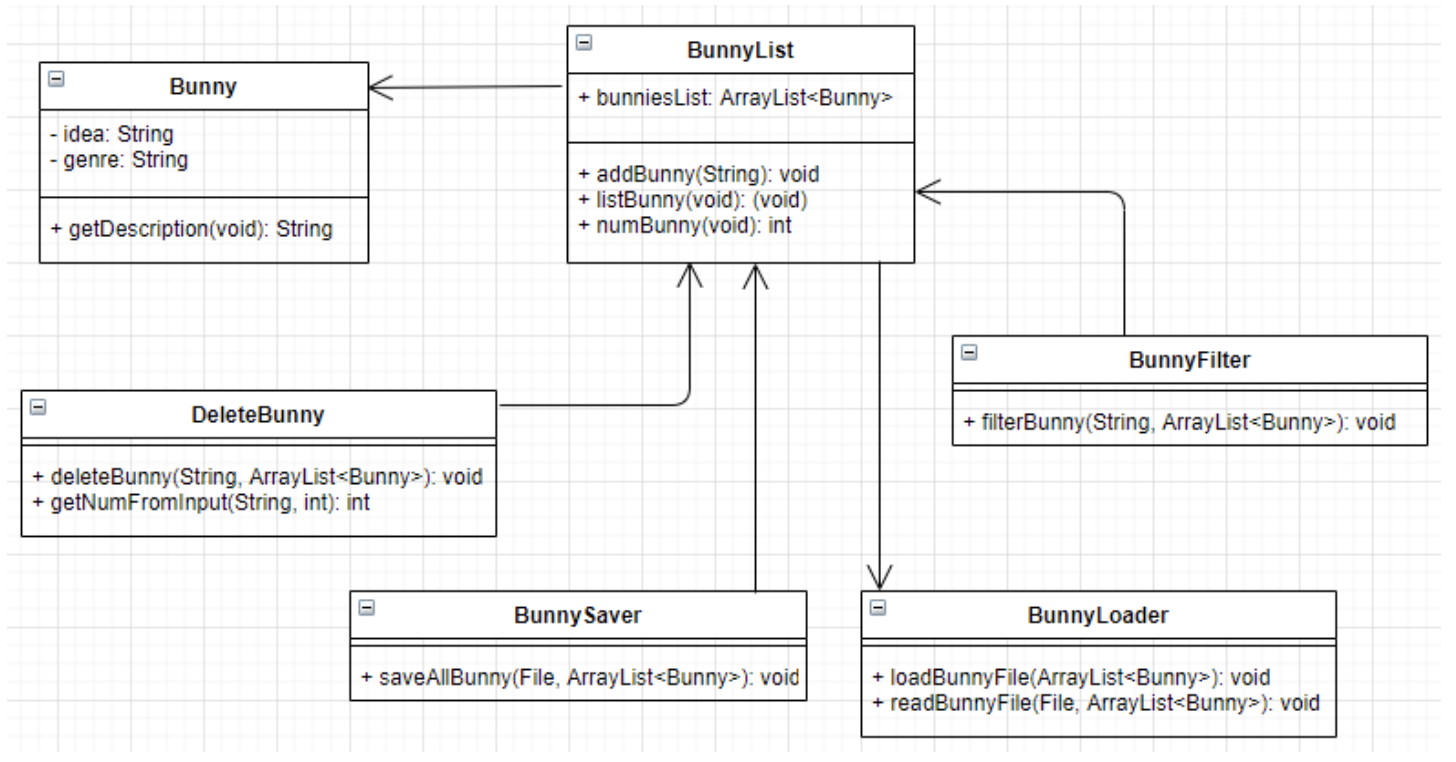 Bunny
- idea: String
- genre: String
+ getDescription(void): String
BunnyList
+ bunniesList: ArrayList<Bunny>
+ addBunny(String): void
+ listBunny(void): (void)
+ numBunny(void): int
BunnyFilter
+ filterBunny(String, ArrayList<Bunny>): void
DeleteBunny
+ deleteBunny(String, ArrayList<Bunny>): void
+ getNumFromInput(String, int): int
BunnySaver
+ saveAllBunny(File, ArrayList<Bunny>): void
BunnyLoader
+ loadBunnyFile(ArrayList<Bunny>): void
+ readBunnyFile(File, ArrayList<Bunny>): void